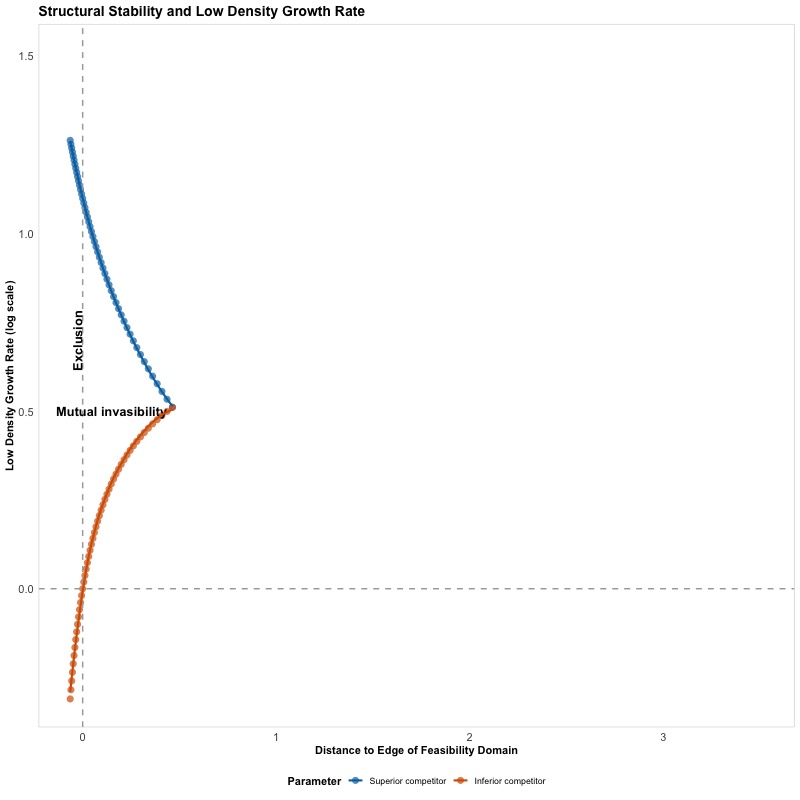 Structural Stability and Low Density Growth Rate
1.5
1.0
0.5
0.0
Low Density Growth Rate (log scale)
Exclusion
Mutual invasibility
0 1 2 3
Distance to Edge of Feasibility Domain
Parameter Superior competitor Inferior competitor